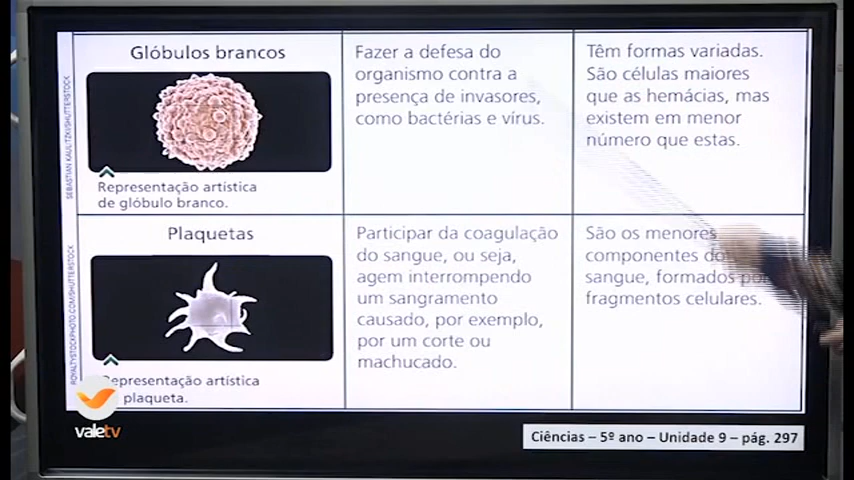 Glóbulos brancos
SEBASTIAN KAULITZKI/SHUTTERSTOCK
Representação artística
de glóbulo branco.
Fazer a defesa do
organismo contra a
presença de invasores,
como bactérias e vírus.
Têm formas variadas.
São células maiores
que as hemácias, mas
existem em menor
número que estas.
Plaquetas
ROYALTYSTOCKPHOTO.COM/SHUTTERSTOCK
Representação artística
plaqueta.
Participar da coagulação
do sangue, ou seja,
agem interrompendo
um sangramento
causado, por exemplo,
por um corte ou
machucado.
São os menores
componentes do
sangue, formados por
fragmentos celulares.
valetv
Ciências – 5º ano – Unidade 9 – pág. 297